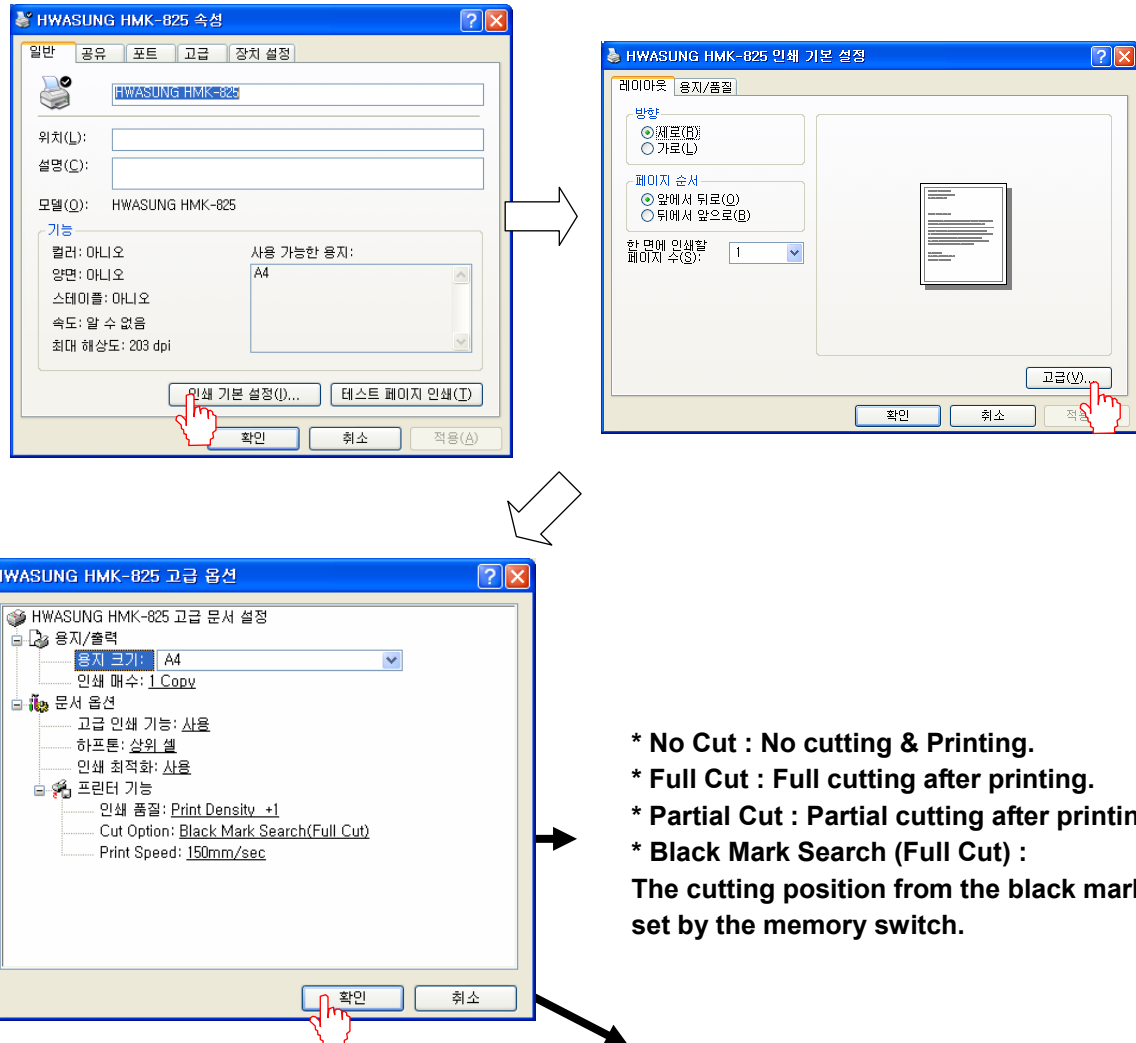 HWASUNG HMK-825 속성
일반 공유 포트 고급 장치 설정
HWASUNG HMK-825
위치(L):
설명(C):
모델(O): HWASUNG HMK-825
기능
컬러: 아니오
양면: 아니오
스테이플: 아니오
속도: 알 수 없음
최대 해상도: 203 dpi
사용 가능한 용지:
A4
인쇄 기본 설정(I)... 테스트 페이지 인쇄(T)
확인 취소 적용(A)
HWASUNG HMK-825 인쇄 기본 설정
레이아웃 용지/품질
방향
세로(R)
가로(L)
페이지 순서
앞에서 뒤로(O)
뒤에서 앞으로(B)
한 면에 인쇄할
페이지 수(S): 1
고급(V)...
확인 취소
HWASUNG HMK-825 고급 옵션
HWASUNG HMK-825 고급 문서 설정
용지/출력
용지 크기: A4
인쇄 매수: 1 Copy
문서 옵션
고급 인쇄 기능: 사용
하프톤: 상위 셀
인쇄 최적화: 사용
프린터 기능
인쇄 품질: Print Density +1
Cut Option: Black Mark Search(Full Cut)
Print Speed: 150mm/sec
확인 취소
* No Cut : No cutting & Printing.
* Full Cut : Full cutting after printing.
* Partial Cut : Partial cutting after printin
* Black Mark Search (Full Cut) :
The cutting position from the black mark
set by the memory switch.